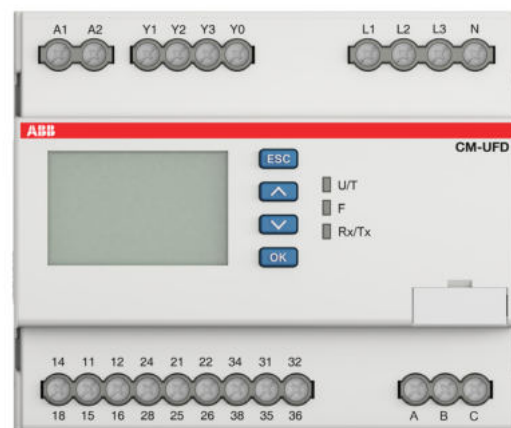 A1 A2 Y1 Y2 Y3 Y0 L1 L2 L3 N
ABB
CM-UFD
ESC
U/T
F
Rx/Tx
OK
14 11 12 24 21 22 34 31 32
18 15 16 28 25 26 38 35 36 A B C